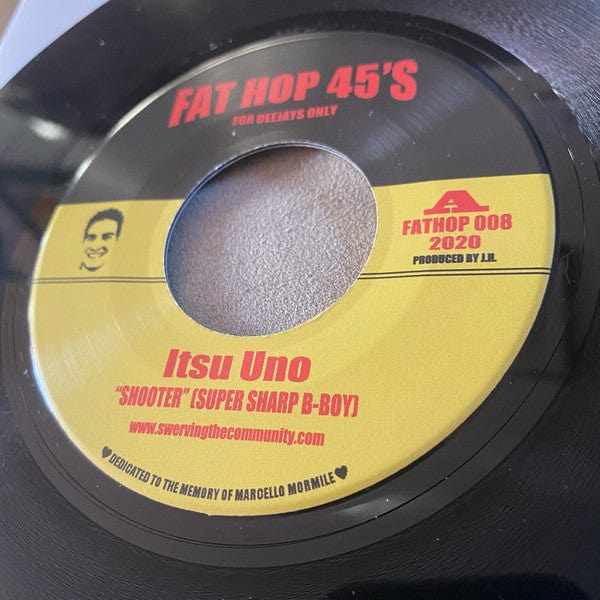 FAT HOP 45'S
FOR DEEJAYS ONLY
A
FATHOP 008
2020
PRODUCED BY J.H.
Itsu Uno
"SHOOTER" (SUPER SHARP B-BOY)
www.swervingthecommunity.com
♥DEDICATED TO THE MEMORY OF MARCELLO MORMILE♥